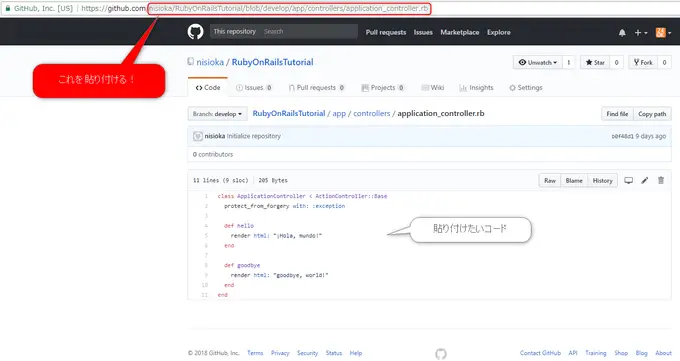 GitHub, Inc. [US] | https://github.com/nisioka/RubyOnRailsTutorial/blob/develop/app/controllers/application_controller.rb
This repository Search Pull requests Issues Marketplace Explore
これを貼り付ける！
nisioka / RubyOnRailsTutorial Unwatch 1 Star 0 Fork 0
Code Issues 0 Pull requests 0 Projects 0 Wiki Insights Settings
Branch: develop RubyOnRailsTutorial / app / controllers / application_controller.rb Find file Copy path
nisioka Initialize repository 9 days ago
0 contributors
11 lines (9 sloc) 205 Bytes Raw Blame History
1 class ApplicationController < ActionController::Base
2 protect_from_forgery with: :exception
3
4 def hello
5 render html: "¡Hola, mundo!"
6 end
7
8 def goodbye
9 render html: "goodbye, world!"
10 end
11 end
貼り付けたいコード
© 2018 GitHub, Inc. Terms Privacy Security Status Help Contact GitHub API Training Shop Blog About